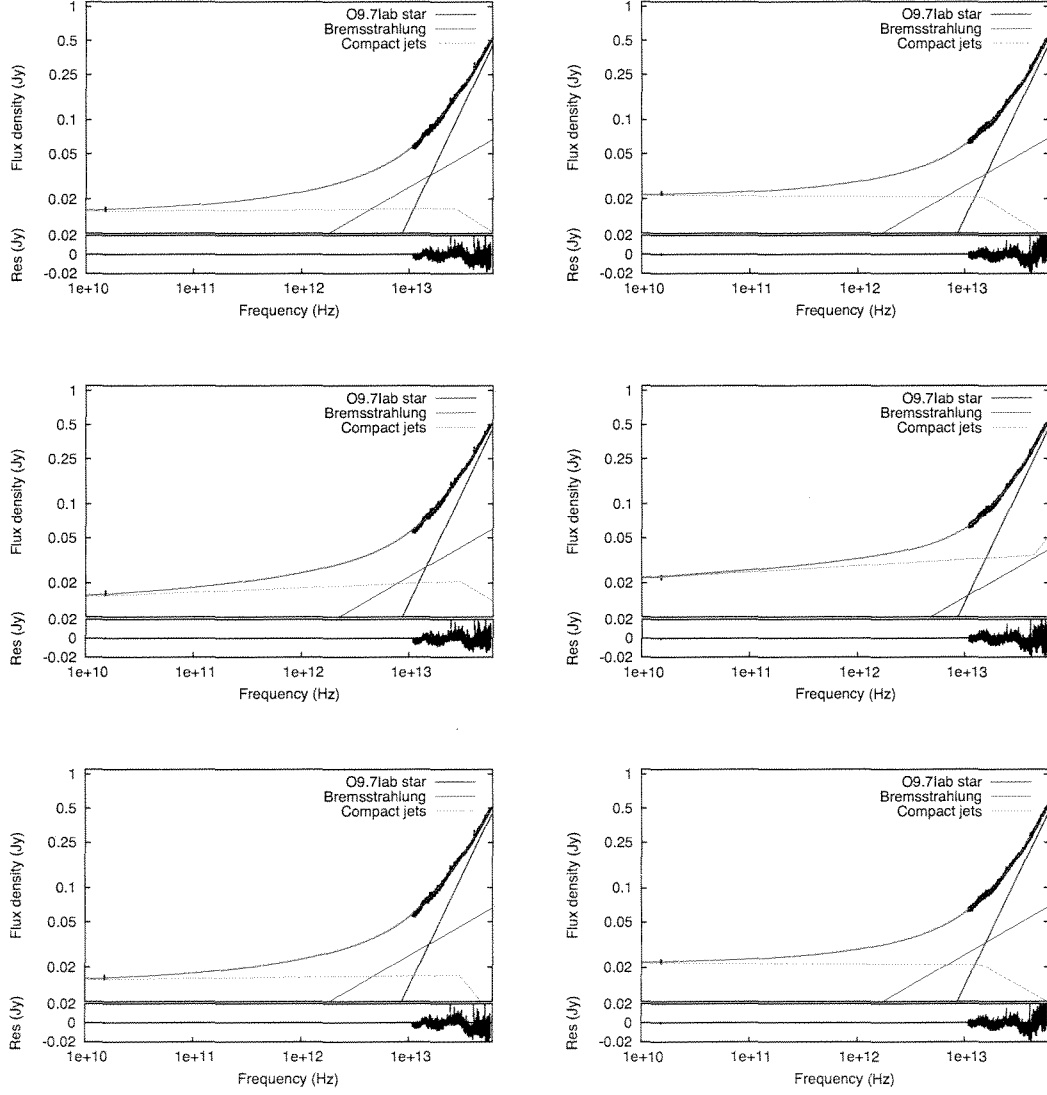 1
O9.7Iab star
Bremsstrahlung
Compact jets
0.5
0.25
0.1
0.05
0.02
Flux density (Jy)
0.02
0
-0.02
Res (Jy)
1e+10 1e+11 1e+12 1e+13
Frequency (Hz)
1
O9.7Iab star
Bremsstrahlung
Compact jets
0.5
0.25
0.1
0.05
0.02
Flux density (Jy)
0.02
0
-0.02
Res (Jy)
1e+10 1e+11 1e+12 1e+13
Frequency (Hz)
1
O9.7Iab star
Bremsstrahlung
Compact jets
0.5
0.25
0.1
0.05
0.02
Flux density (Jy)
0.02
0
-0.02
Res (Jy)
1e+10 1e+11 1e+12 1e+13
Frequency (Hz)
1
O9.7Iab star
Bremsstrahlung
Compact jets
0.5
0.25
0.1
0.05
0.02
Flux density (Jy)
0.02
0
-0.02
Res (Jy)
1e+10 1e+11 1e+12 1e+13
Frequency (Hz)
1
O9.7Iab star
Bremsstrahlung
Compact jets
0.5
0.25
0.1
0.05
0.02
Flux density (Jy)
0.02
0
-0.02
Res (Jy)
1e+10 1e+11 1e+12 1e+13
Frequency (Hz)
1
O9.7Iab star
Bremsstrahlung
Compact jets
0.5
0.25
0.1
0.05
0.02
Flux density (Jy)
0.02
0
-0.02
Res (Jy)
1e+10 1e+11 1e+12 1e+13
Frequency (Hz)